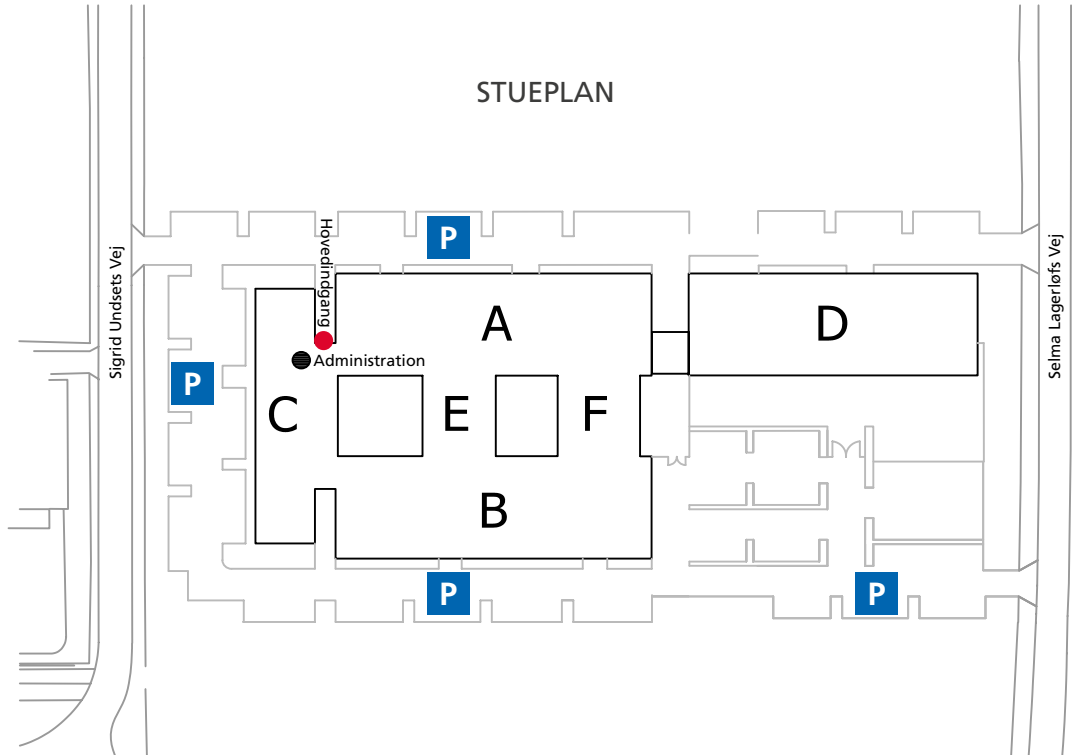 STUEPLAN
P
Hovedindgang
Sigrid Undsets Vej
Selma Lagerløfs Vej
A
D
Administration
P
C
E
F
B
P
P